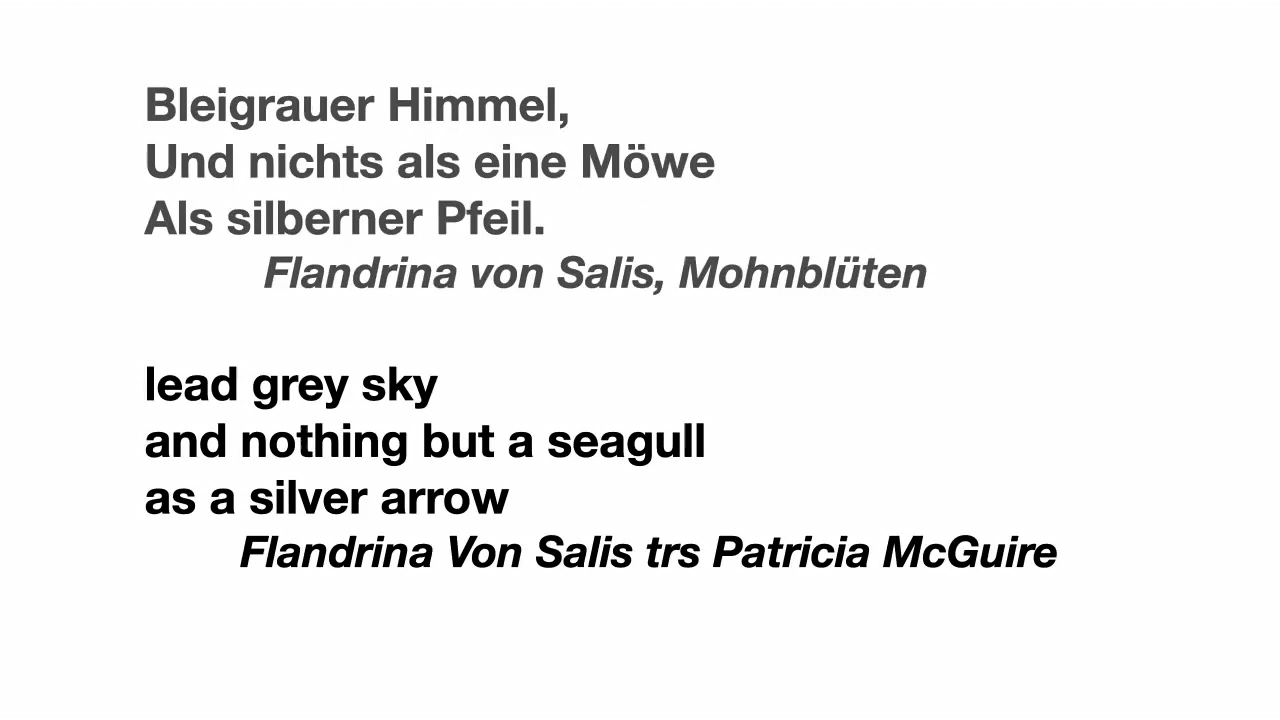 Bleigrauer Himmel,
Und nichts als eine Möwe
Als silberner Pfeil.
Flandrina von Salis, Mohnblüten
lead grey sky
and nothing but a seagull
as a silver arrow
Flandrina Von Salis trs Patricia McGuire